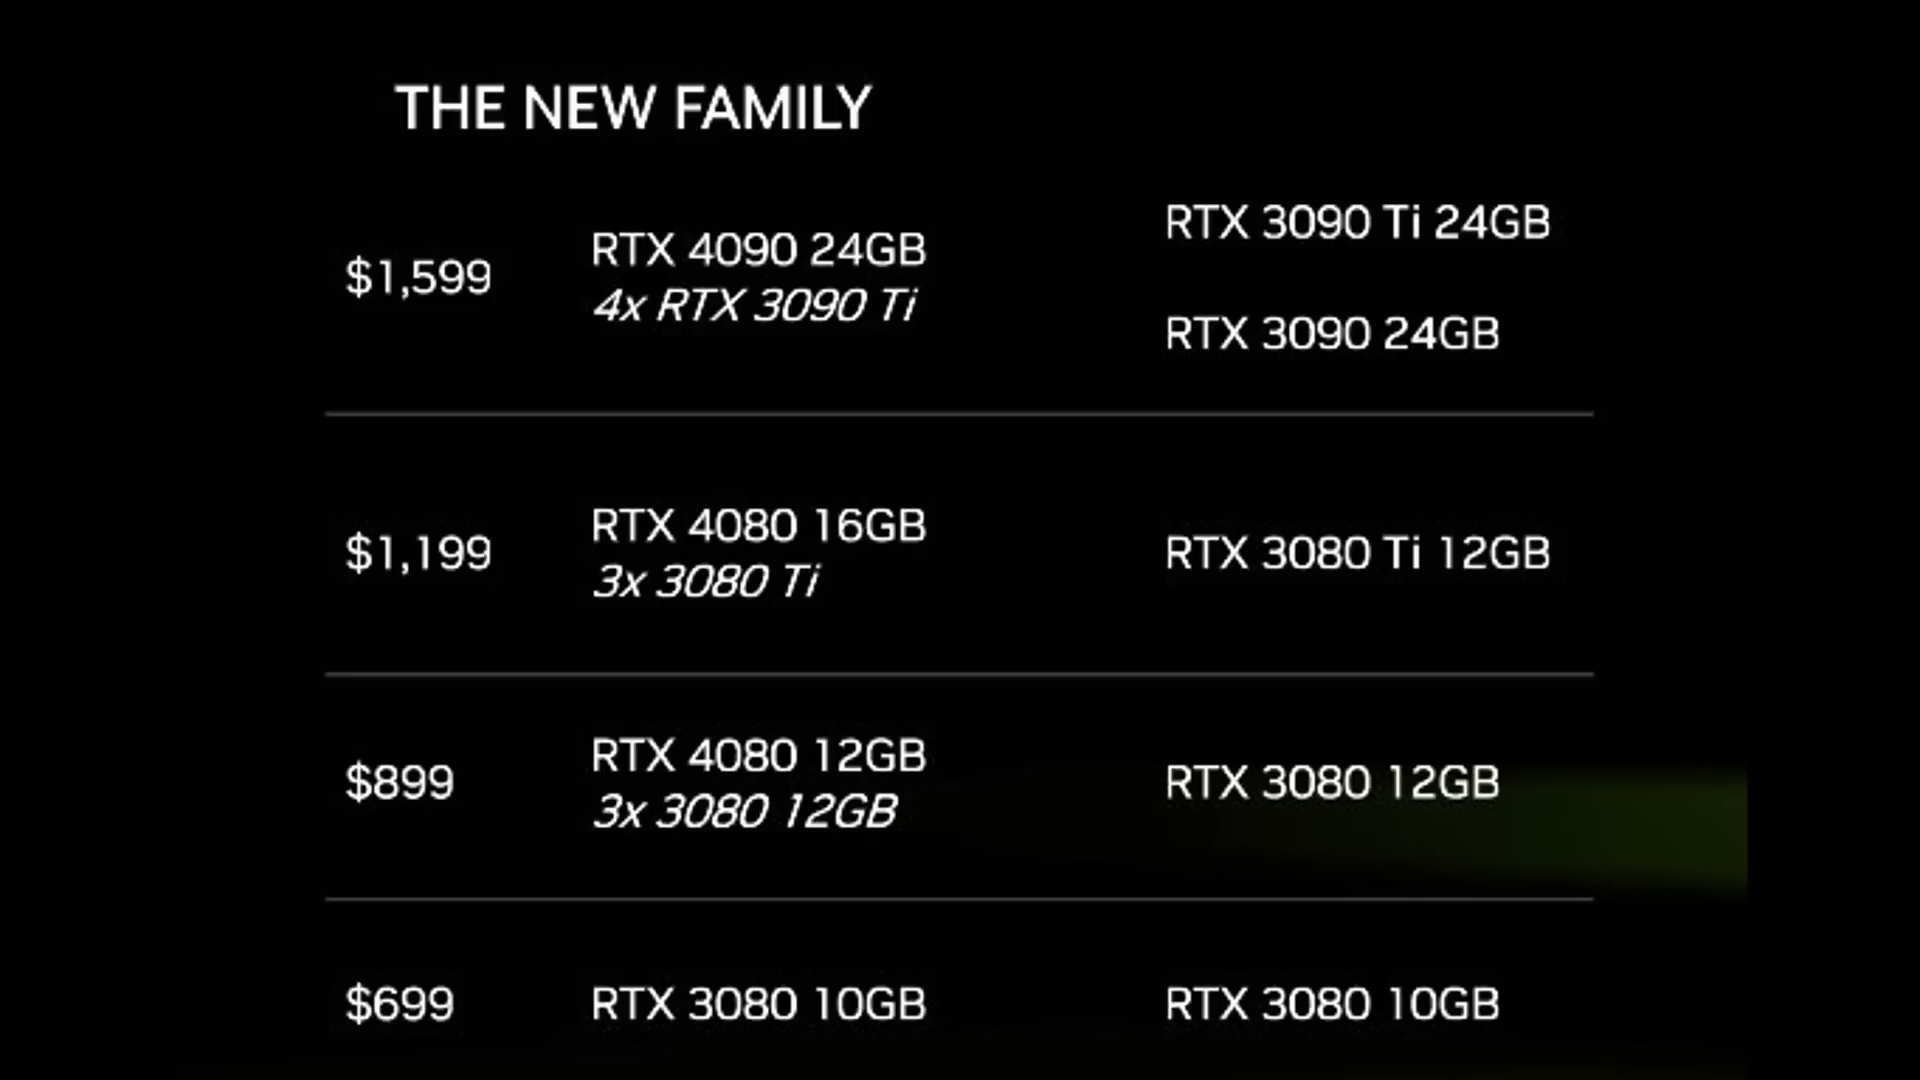 THE NEW FAMILY
$1,599
RTX 4090 24GB
4x RTX 3090 Ti
RTX 3090 Ti 24GB
RTX 3090 24GB
$1,199
RTX 4080 16GB
3x 3080 Ti
RTX 3080 Ti 12GB
$899
RTX 4080 12GB
3x 3080 12GB
RTX 3080 12GB
$699
RTX 3080 10GB
RTX 3080 10GB